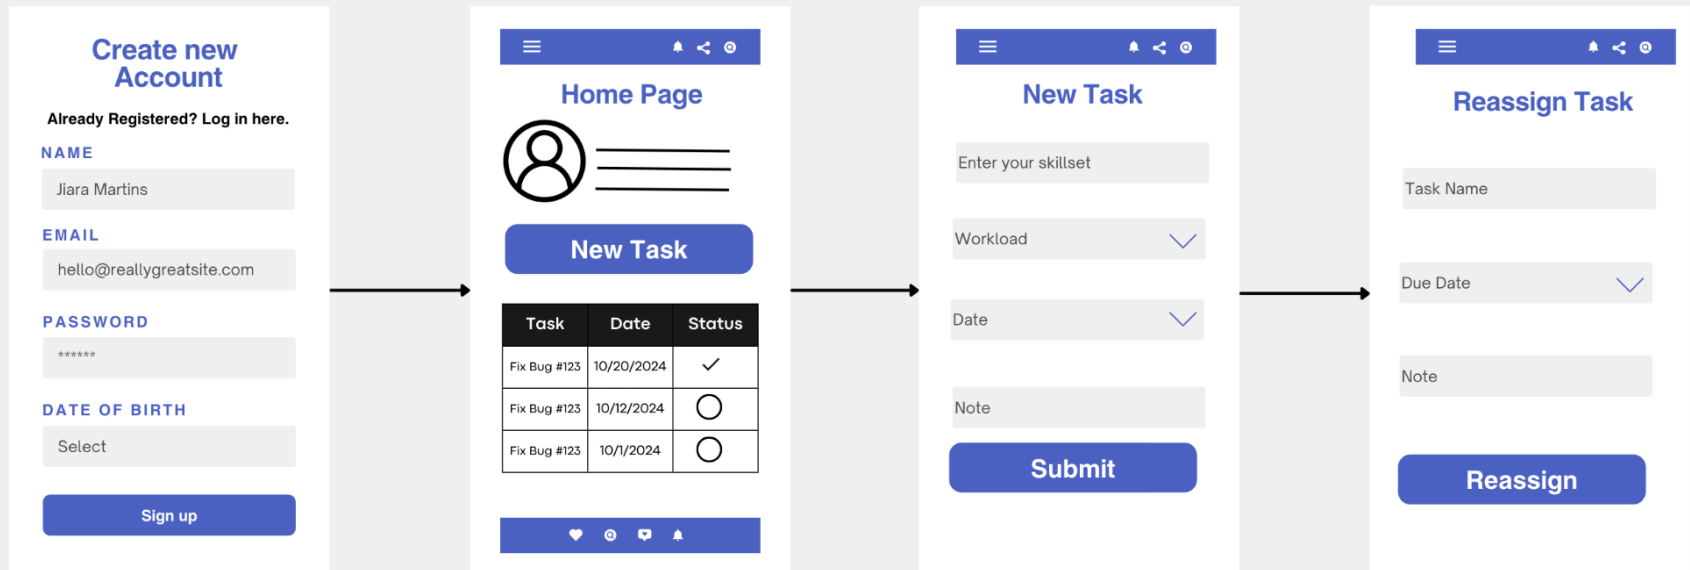 Create new
Account
Already Registered? Log in here.
NAME
Jiara Martins
EMAIL
hello@reallygreatsite.com
PASSWORD
******
DATE OF BIRTH
Select
Sign up
Home Page
New Task
Task Date Status
Fix Bug #123 10/20/2024
Fix Bug #123 10/12/2024
Fix Bug #123 10/1/2024
New Task
Enter your skillset
Workload
Date
Note
Submit
Reassign Task
Task Name
Due Date
Note
Reassign